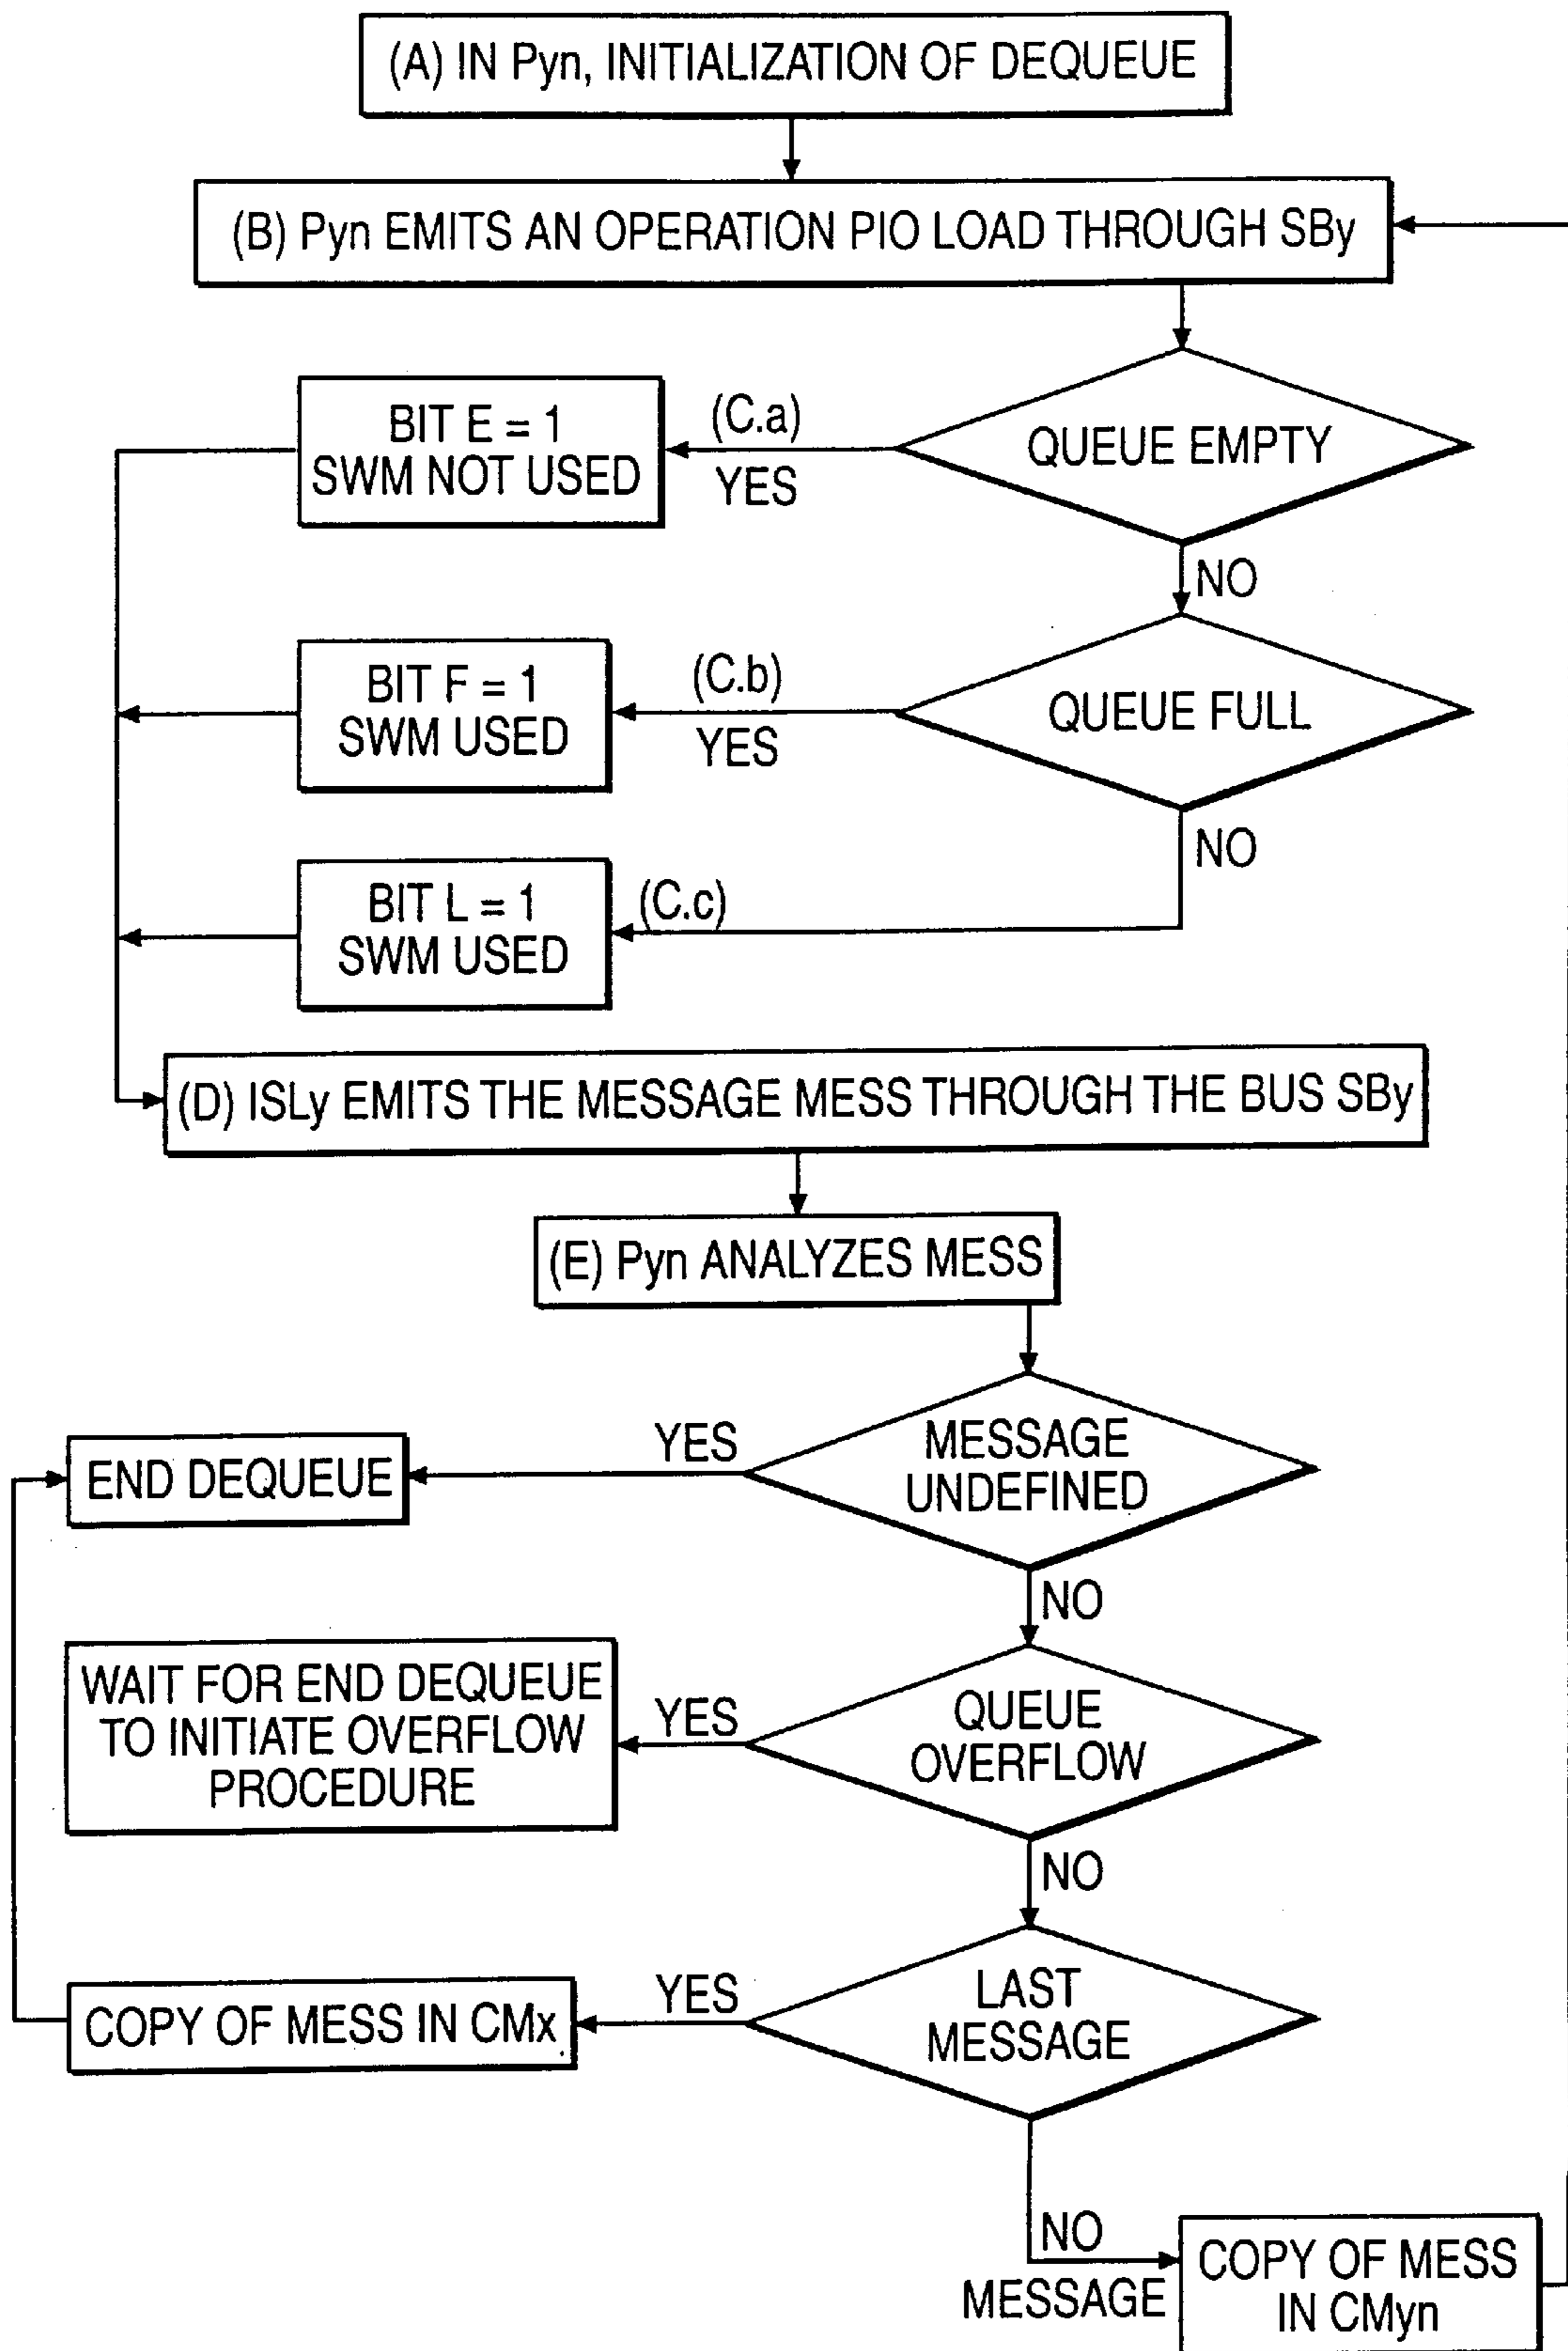 (A) IN Pyn, INITIALIZATION OF DEQUEUE
(B) Pyn EMITS AN OPERATION PIO LOAD THROUGH SBy
QUEUE EMPTY
(C.a)
YES
BIT E = 1
SWM NOT USED
NO
QUEUE FULL
(C.b)
YES
BIT F = 1
SWM USED
NO
(C.c)
BIT L = 1
SWM USED
(D) ISLy EMITS THE MESSAGE MESS THROUGH THE BUS SBy
(E) Pyn ANALYZES MESS
MESSAGE
UNDEFINED
YES
END DEQUEUE
NO
QUEUE
OVERFLOW
YES
WAIT FOR END DEQUEUE
TO INITIATE OVERFLOW
PROCEDURE
NO
LAST
MESSAGE
YES
COPY OF MESS IN CMx
NO
MESSAGE
COPY OF MESS
IN CMyn